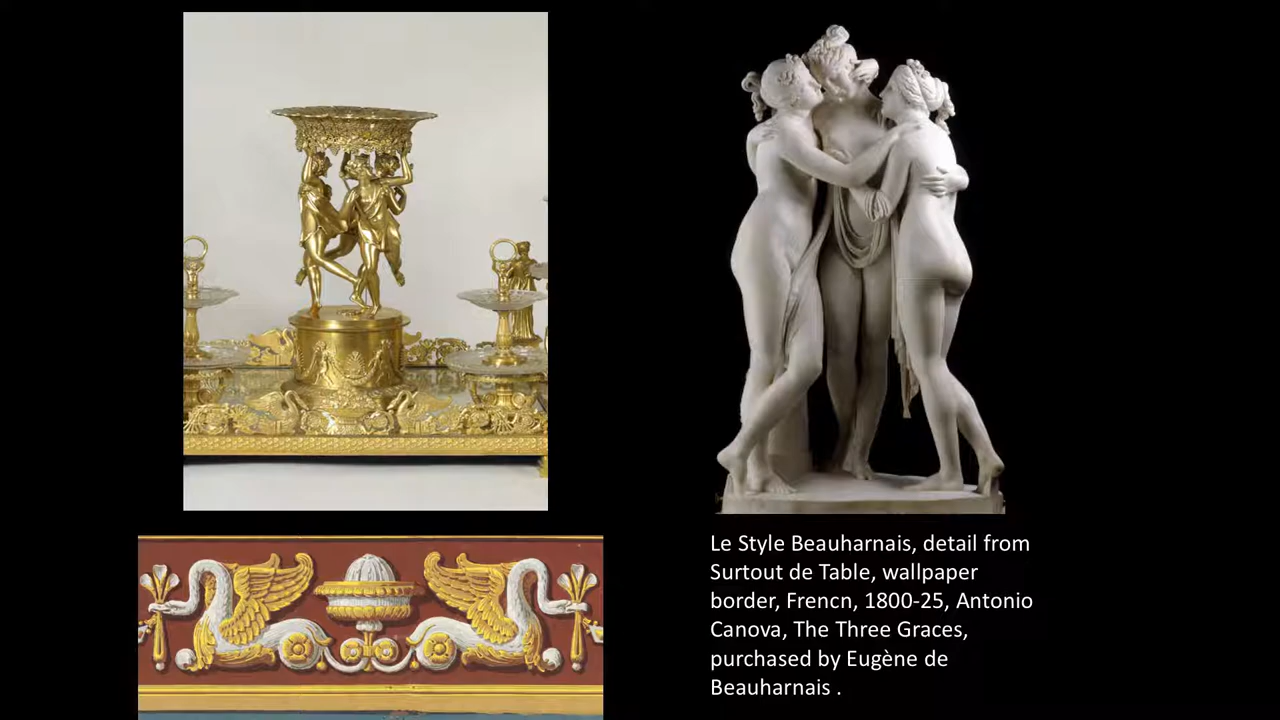 Le Style Beauharnais, detail from
Surtout de Table, wallpaper
border, Frencn, 1800-25, Antonio
Canova, The Three Graces,
purchased by Eugène de
Beauharnais .